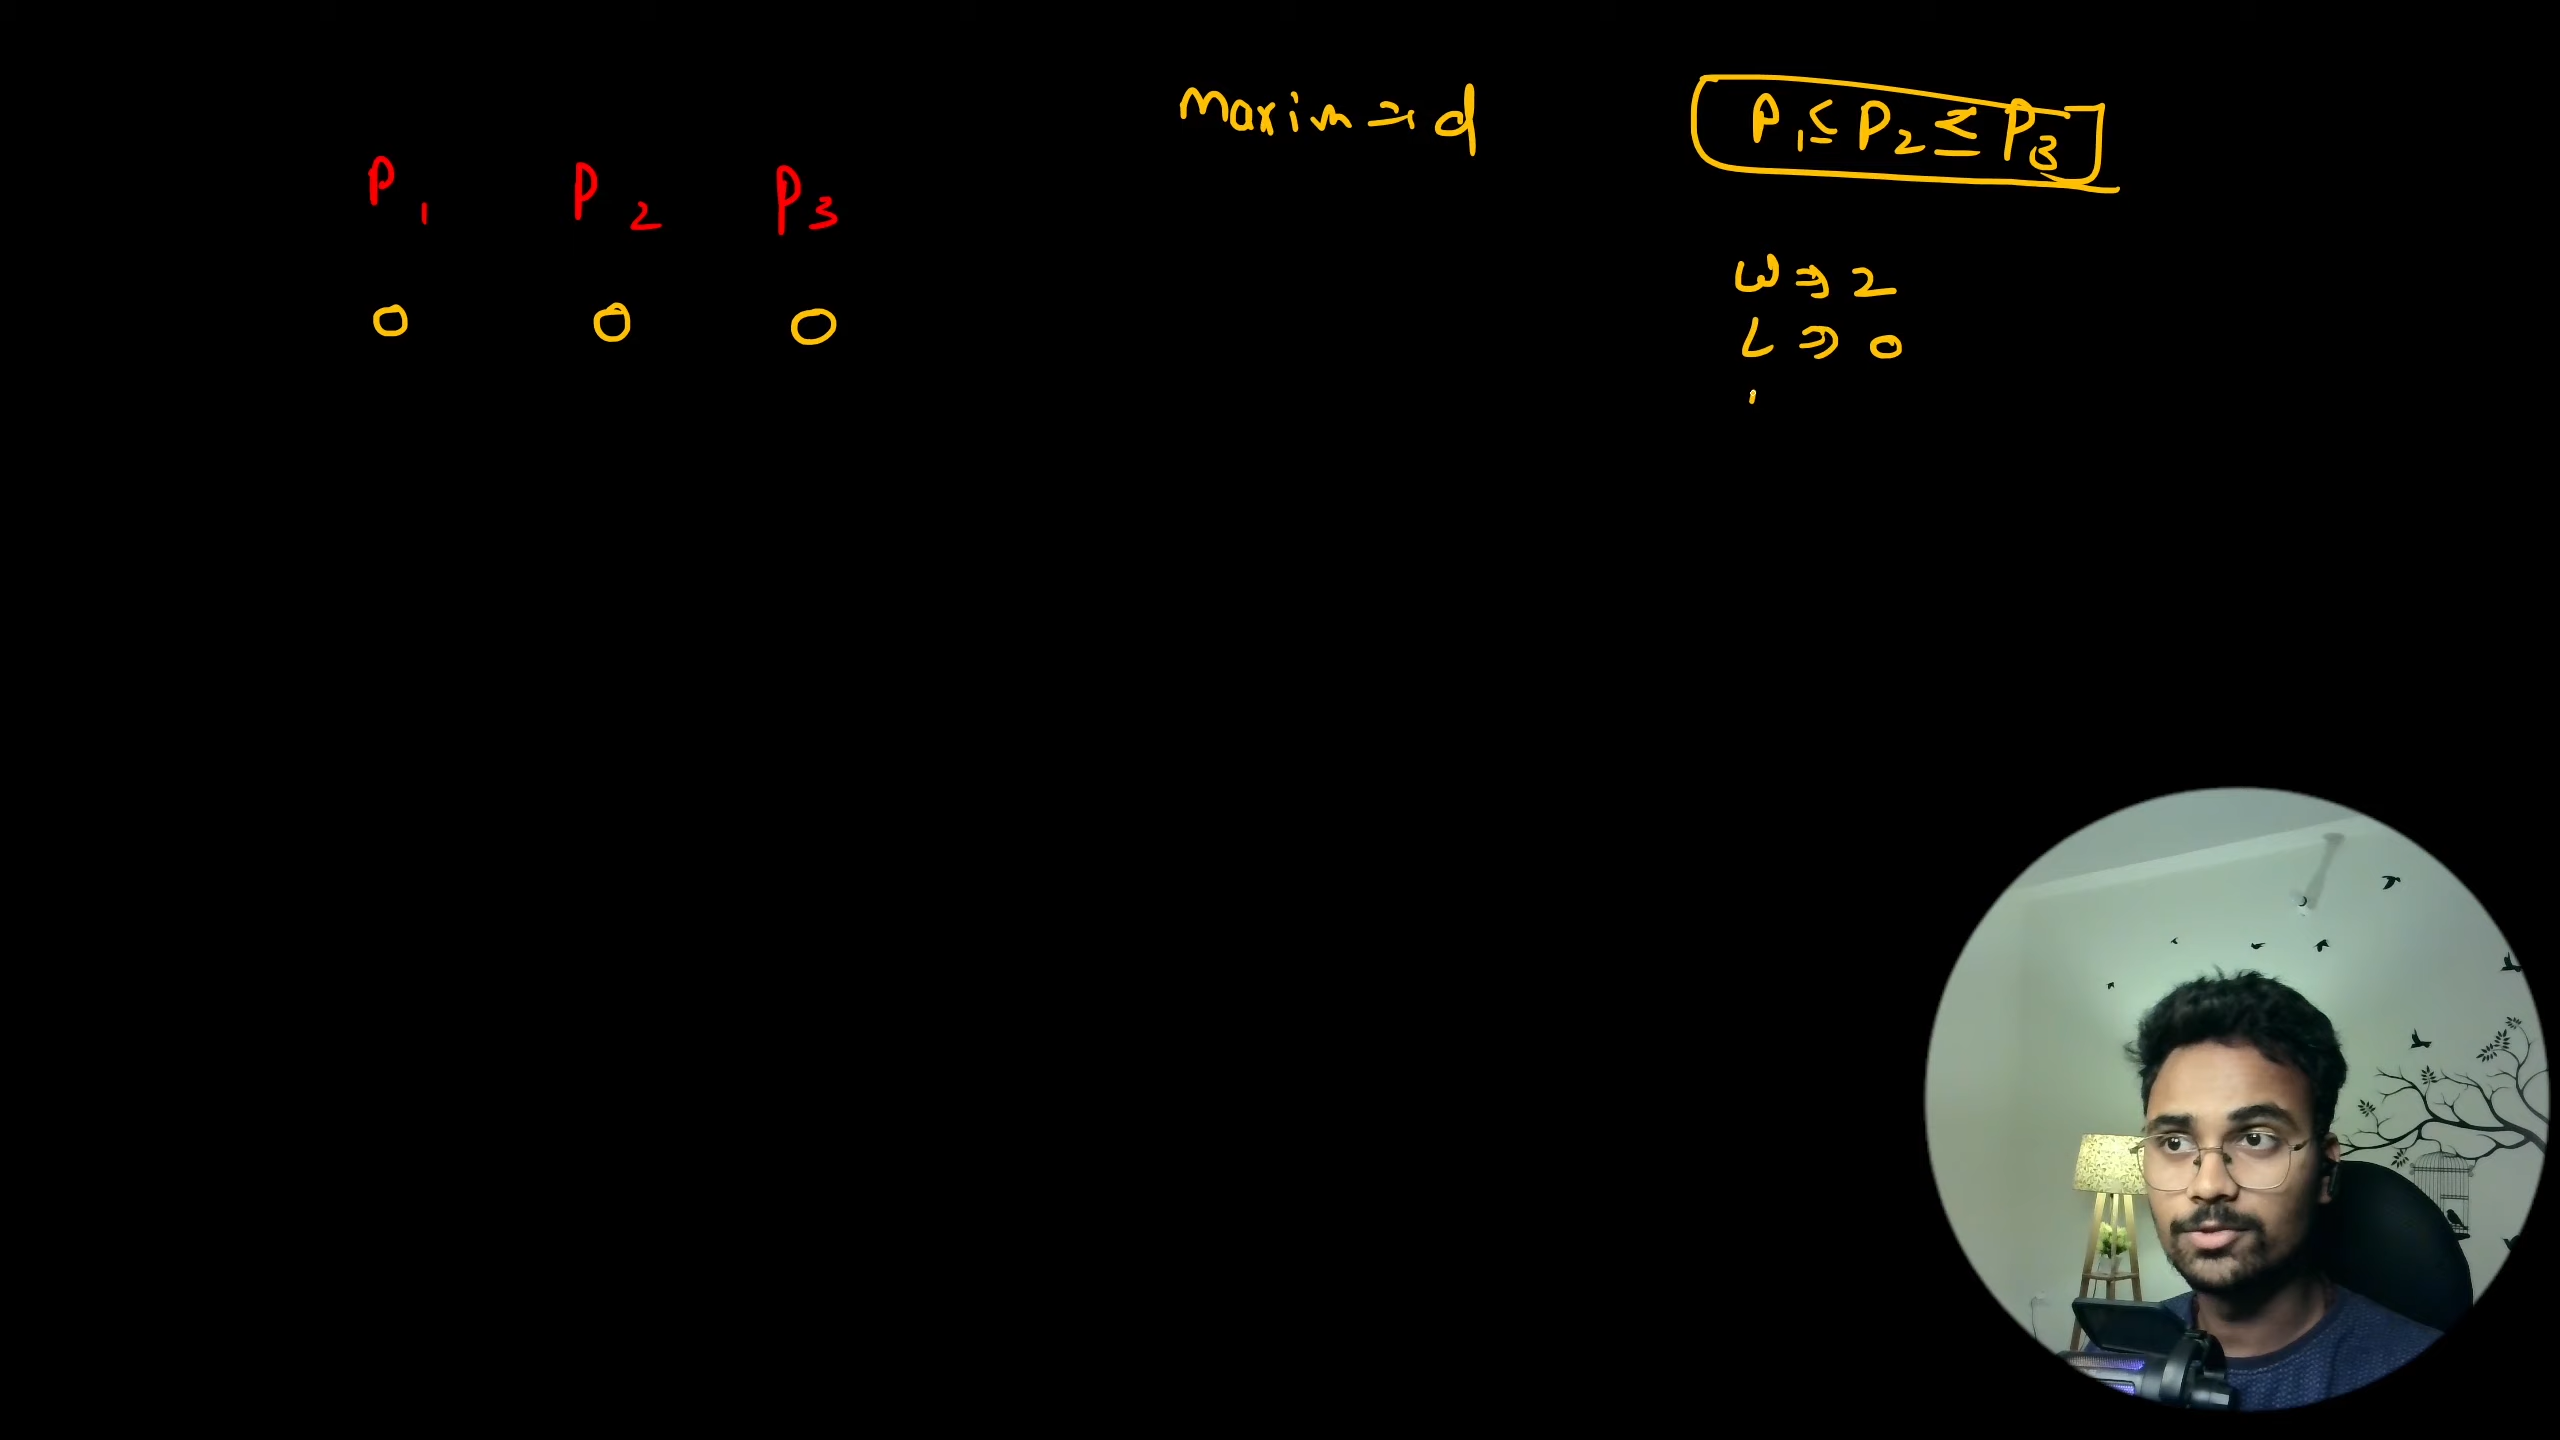 maxim => d
P1 ≤ P2 ≤ P3
P1 P2 P3
W => 2
0 0 0
L => 0